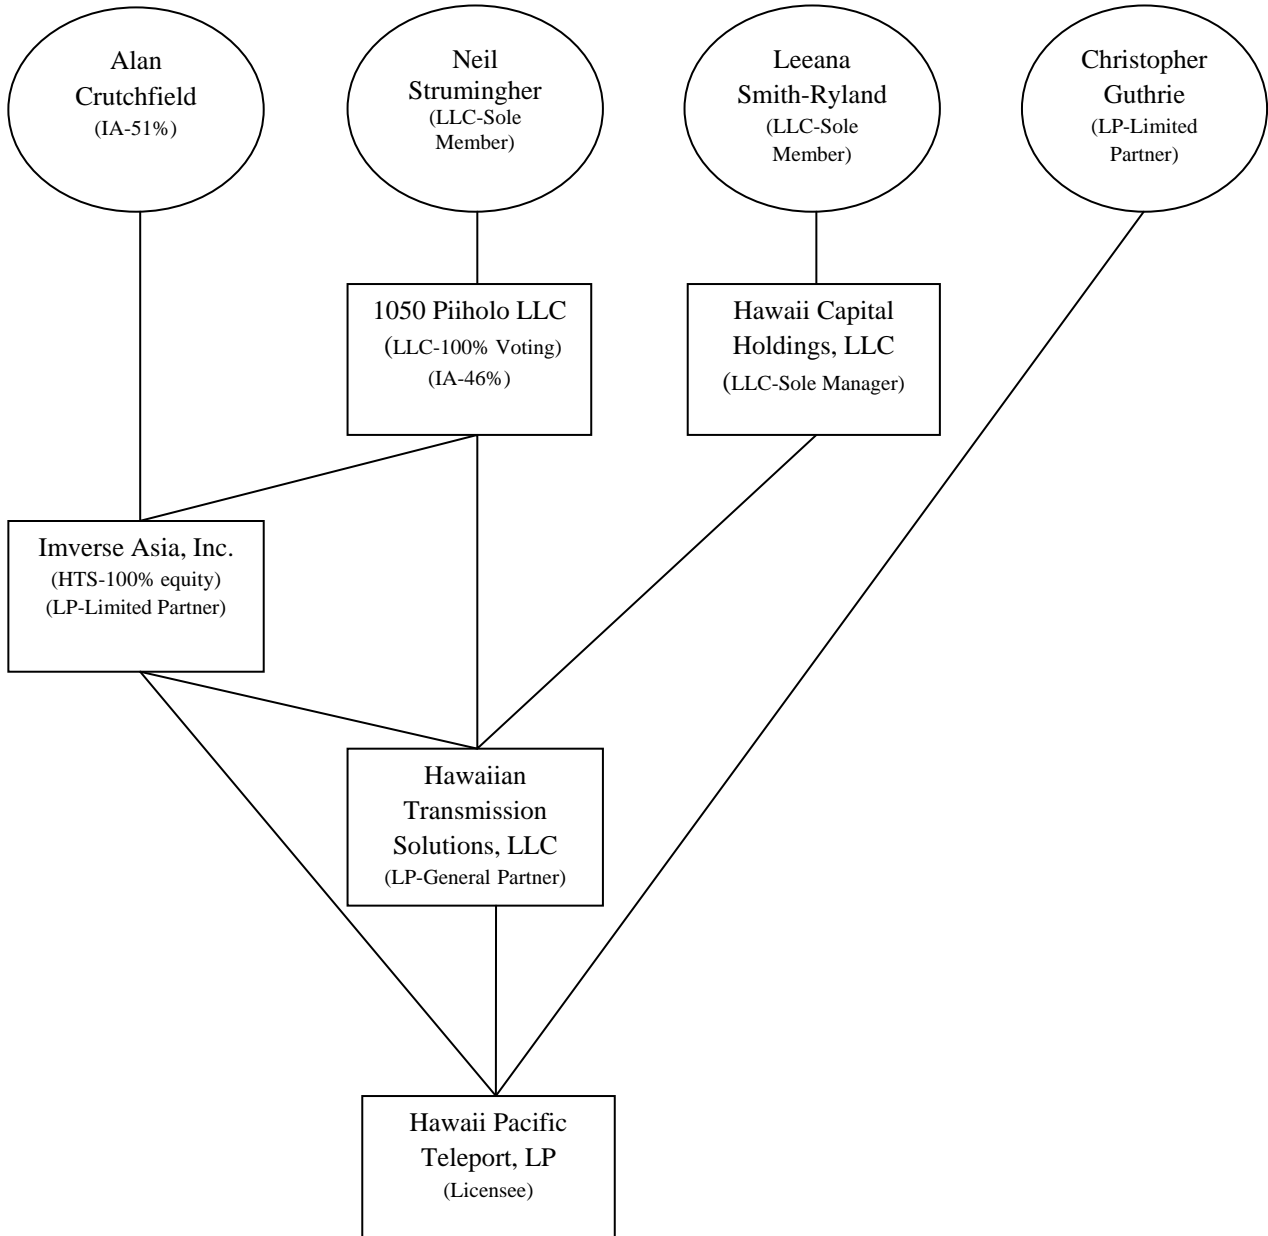 Alan
Crutchfield
(IA-51%)
Neil
Strumingher
(LLC-Sole
Member)
Leeana
Smith-Ryland
(LLC-Sole
Member)
Christopher
Guthrie
(LP-Limited
Partner)
1050 Piiholo LLC
(LLC-100% Voting)
(IA-46%)
Hawaii Capital
Holdings, LLC
(LLC-Sole Manager)
Imverse Asia, Inc.
(HTS-100% equity)
(LP-Limited Partner)
Hawaiian
Transmission
Solutions, LLC
(LP-General Partner)
Hawaii Pacific
Teleport, LP
(Licensee)